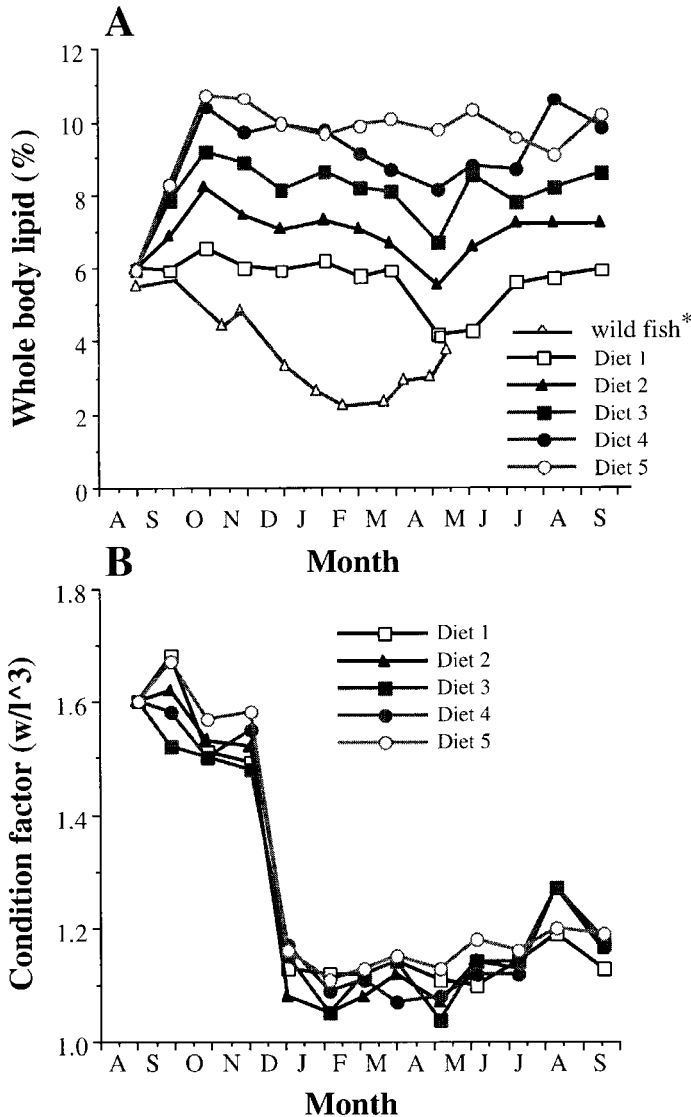 A
12
10
8
6
4
2
0
Whole body lipid (%)
wild fish*
Diet 1
Diet 2
Diet 3
Diet 4
Diet 5
A S O N D J F M A M J J A S
Month
B
1.8
1.6
1.4
1.2
1.0
Condition factor (w/l^3)
Diet 1
Diet 2
Diet 3
Diet 4
Diet 5
A S O N D J F M A M J J A S
Month